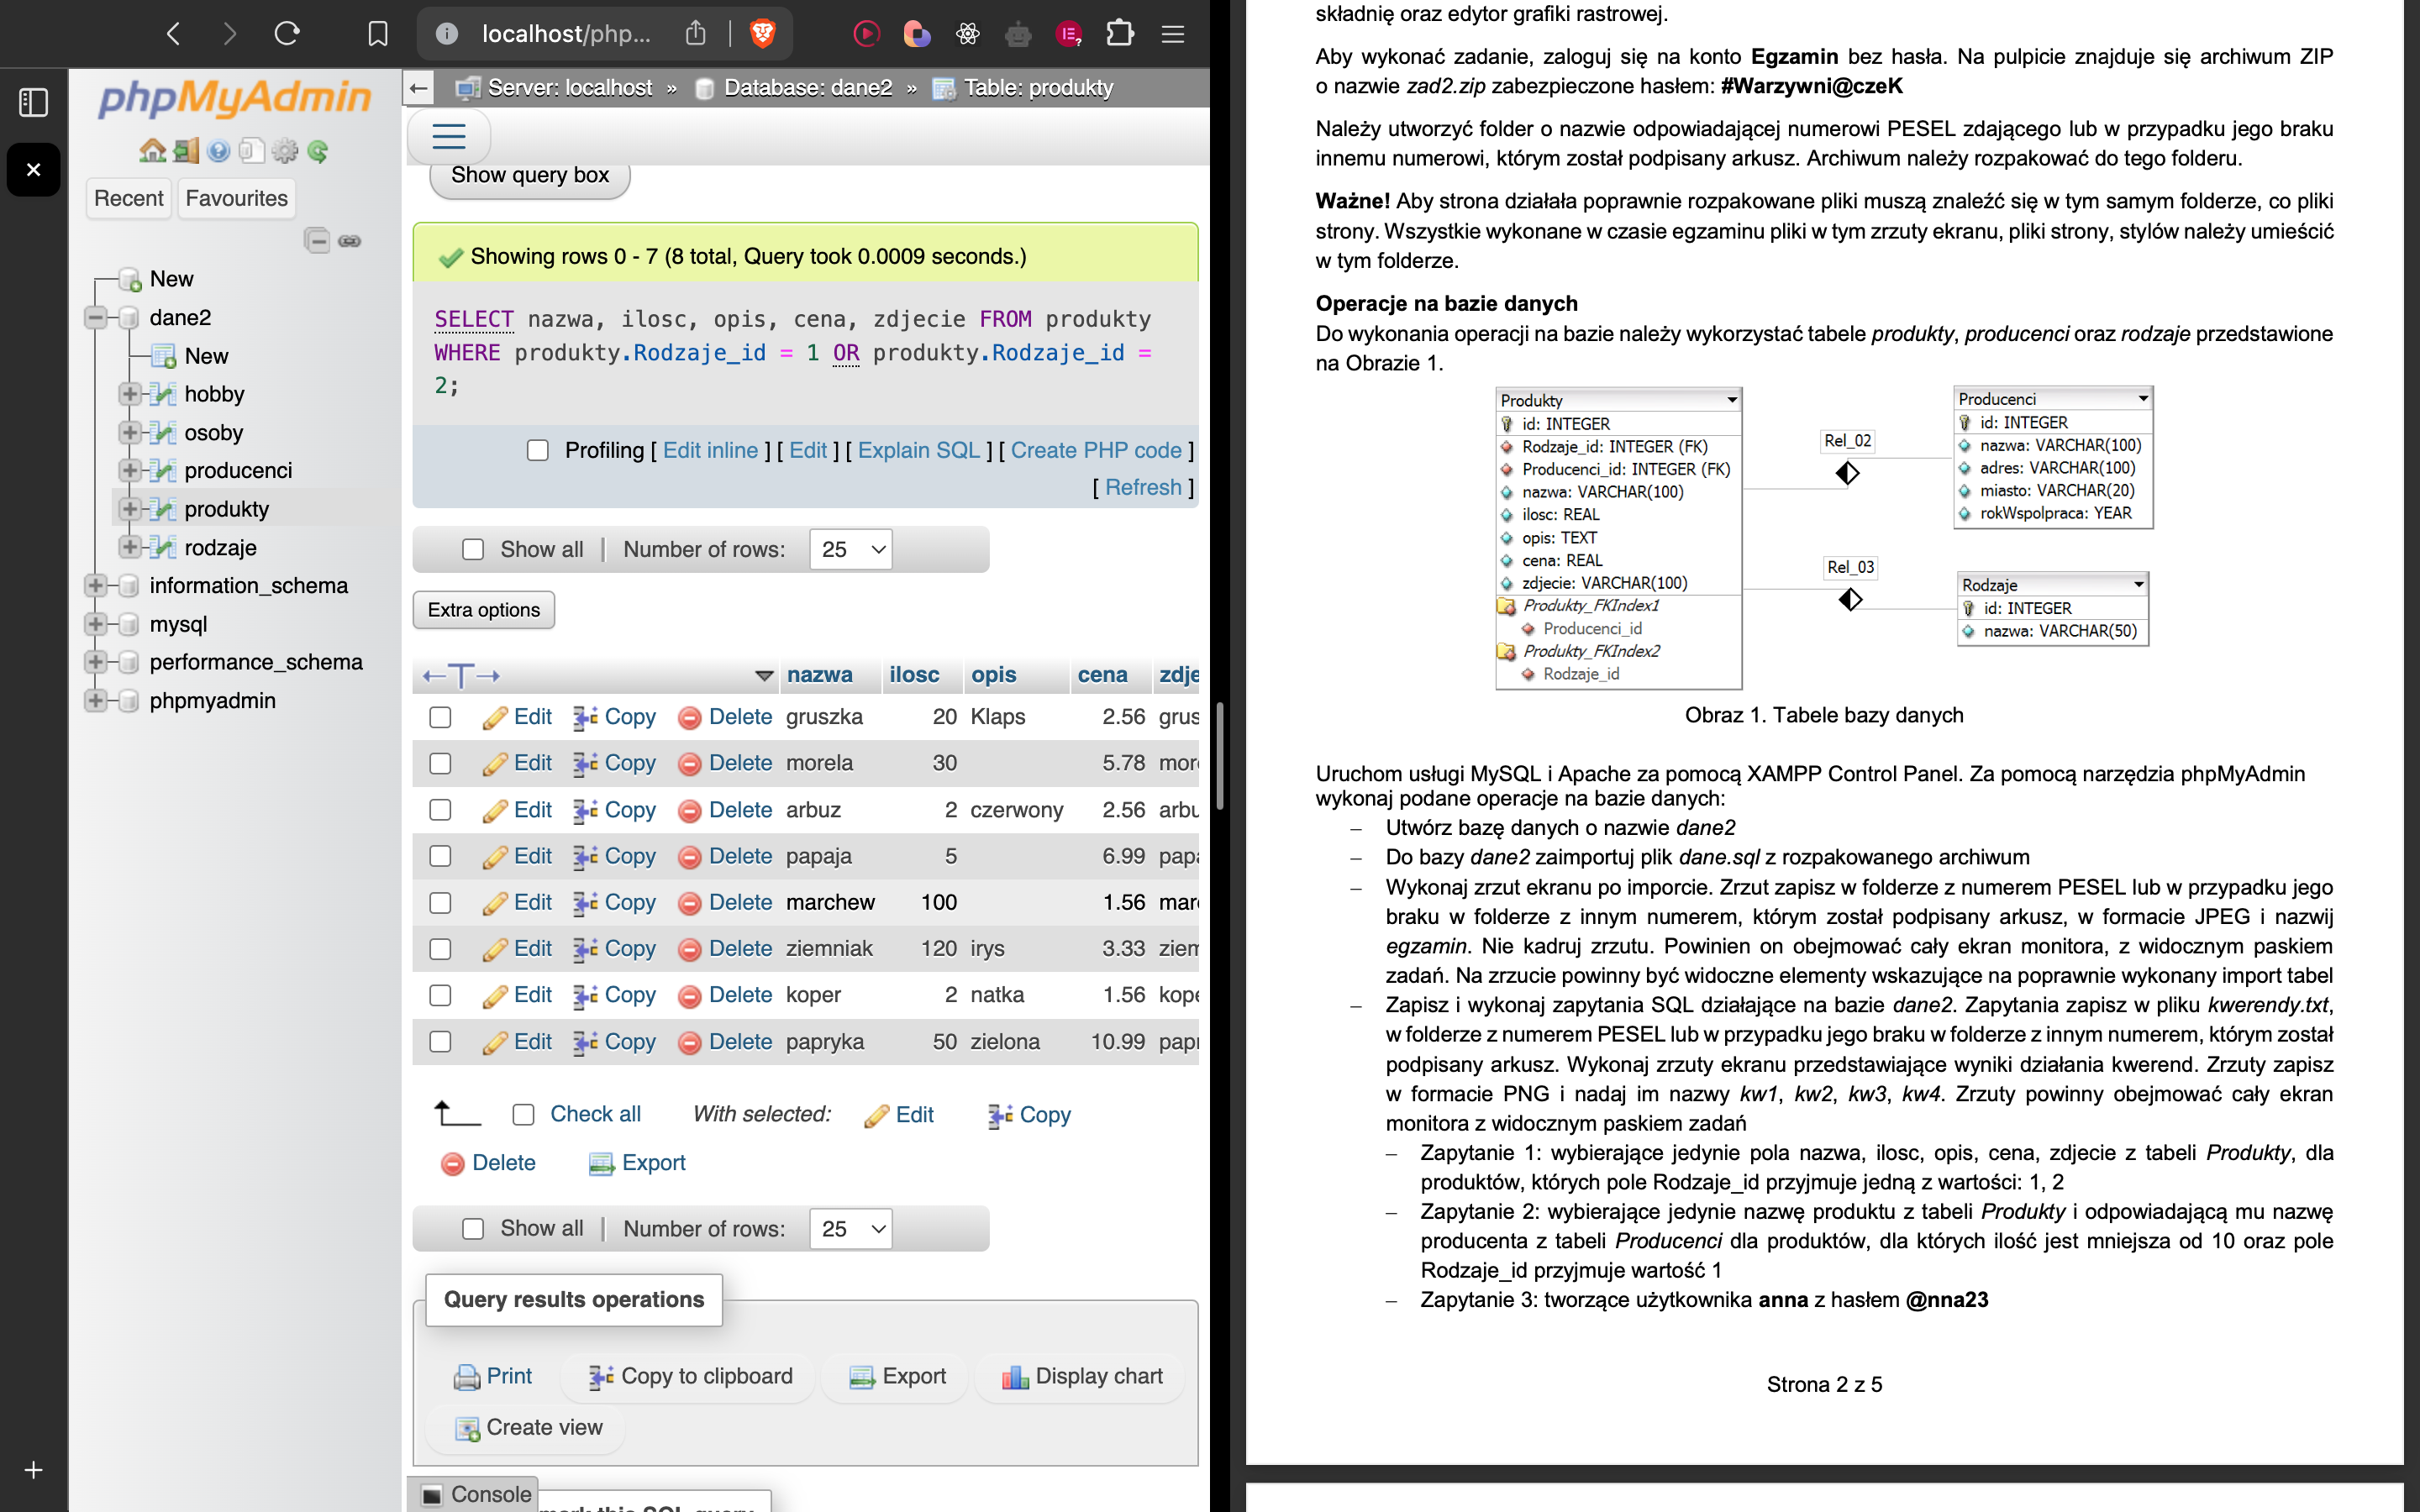 localhost/php...
phpMyAdmin
Recent
Favourites
New
dane2
New
hobby
osoby
producenci
produkty
rodzaje
information_schema
mysql
performance_schema
phpmyadmin
Server: localhost » Database: dane2 » Table: produkty
Show query box
Showing rows 0 - 7 (8 total, Query took 0.0009 seconds.)
SELECT nazwa, ilosc, opis, cena, zdjecie FROM produkty
WHERE produkty.Rodzaje_id = 1 OR produkty.Rodzaje_id =
2;
Profiling [ Edit inline ] [ Edit ] [ Explain SQL ] [ Create PHP code ]
[ Refresh ]
Show all | Number of rows: 25
Extra options
←T→ nazwa ilosc opis cena zdje
Edit Copy Delete gruszka 20 Klaps 2.56 grus
Edit Copy Delete morela 30 5.78 mor
Edit Copy Delete arbuz 2 czerwony 2.56 arbu
Edit Copy Delete papaja 5 6.99 pap
Edit Copy Delete marchew 100 1.56 mar
Edit Copy Delete ziemniak 120 irys 3.33 ziem
Edit Copy Delete koper 2 natka 1.56 kop
Edit Copy Delete papryka 50 zielona 10.99 pap
Check all With selected: Edit Copy
Delete Export
Show all | Number of rows: 25
Query results operations
Print Copy to clipboard Export Display chart
Create view
Console
składnię oraz edytor grafiki rastrowej.
Aby wykonać zadanie, zaloguj się na konto Egzamin bez hasła. Na pulpicie znajduje się archiwum ZIP
o nazwie zad2.zip zabezpieczone hasłem: #Warzywni@czeK
Należy utworzyć folder o nazwie odpowiadającej numerowi PESEL zdającego lub w przypadku jego braku
innemu numerowi, którym został podpisany arkusz. Archiwum należy rozpakować do tego folderu.
Ważne! Aby strona działała poprawnie rozpakowane pliki muszą znaleźć się w tym samym folderze, co pliki
strony. Wszystkie wykonane w czasie egzaminu pliki w tym zrzuty ekranu, pliki strony, stylów należy umieścić
w tym folderze.
Operacje na bazie danych
Do wykonania operacji na bazie należy wykorzystać tabele produkty, producenci oraz rodzaje przedstawione
na Obrazie 1.
Produkty
id: INTEGER
Rodzaje_id: INTEGER (FK)
Producenci_id: INTEGER (FK)
nazwa: VARCHAR(100)
ilosc: REAL
opis: TEXT
cena: REAL
zdjecie: VARCHAR(100)
Produkty_FKIndex1
Producenci_id
Produkty_FKIndex2
Rodzaje_id
Rel_02
Rel_03
Producenci
id: INTEGER
nazwa: VARCHAR(100)
adres: VARCHAR(100)
miasto: VARCHAR(20)
rokWspolpraca: YEAR
Rodzaje
id: INTEGER
nazwa: VARCHAR(50)
Obraz 1. Tabele bazy danych
Uruchom usługi MySQL i Apache za pomocą XAMPP Control Panel. Za pomocą narzędzia phpMyAdmin
wykonaj podane operacje na bazie danych:
– Utwórz bazę danych o nazwie dane2
– Do bazy dane2 zaimportuj plik dane.sql z rozpakowanego archiwum
– Wykonaj zrzut ekranu po imporcie. Zrzut zapisz w folderze z numerem PESEL lub w przypadku jego
braku w folderze z innym numerem, którym został podpisany arkusz, w formacie JPEG i nazwij
egzamin. Nie kadruj zrzutu. Powinien on obejmować cały ekran monitora, z widocznym paskiem
zadań. Na zrzucie powinny być widoczne elementy wskazujące na poprawnie wykonany import tabel
– Zapisz i wykonaj zapytania SQL działające na bazie dane2. Zapytania zapisz w pliku kwerendy.txt,
w folderze z numerem PESEL lub w przypadku jego braku w folderze z innym numerem, którym został
podpisany arkusz. Wykonaj zrzuty ekranu przedstawiające wyniki działania kwerend. Zrzuty zapisz
w formacie PNG i nadaj im nazwy kw1, kw2, kw3, kw4. Zrzuty powinny obejmować cały ekran
monitora z widocznym paskiem zadań
– Zapytanie 1: wybierające jedynie pola nazwa, ilosc, opis, cena, zdjecie z tabeli Produkty, dla
produktów, których pole Rodzaje_id przyjmuje jedną z wartości: 1, 2
– Zapytanie 2: wybierające jedynie nazwę produktu z tabeli Produkty i odpowiadającą mu nazwę
producenta z tabeli Producenci dla produktów, dla których ilość jest mniejsza od 10 oraz pole
Rodzaje_id przyjmuje wartość 1
– Zapytanie 3: tworzące użytkownika anna z hasłem @nna23
Strona 2 z 5